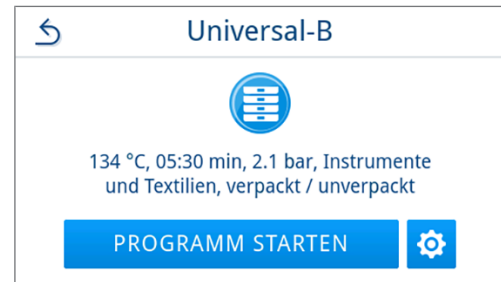 Universal-B
134 °C, 05:30 min, 2.1 bar, Instrumente
und Textilien, verpackt / unverpackt
PROGRAMM STARTEN